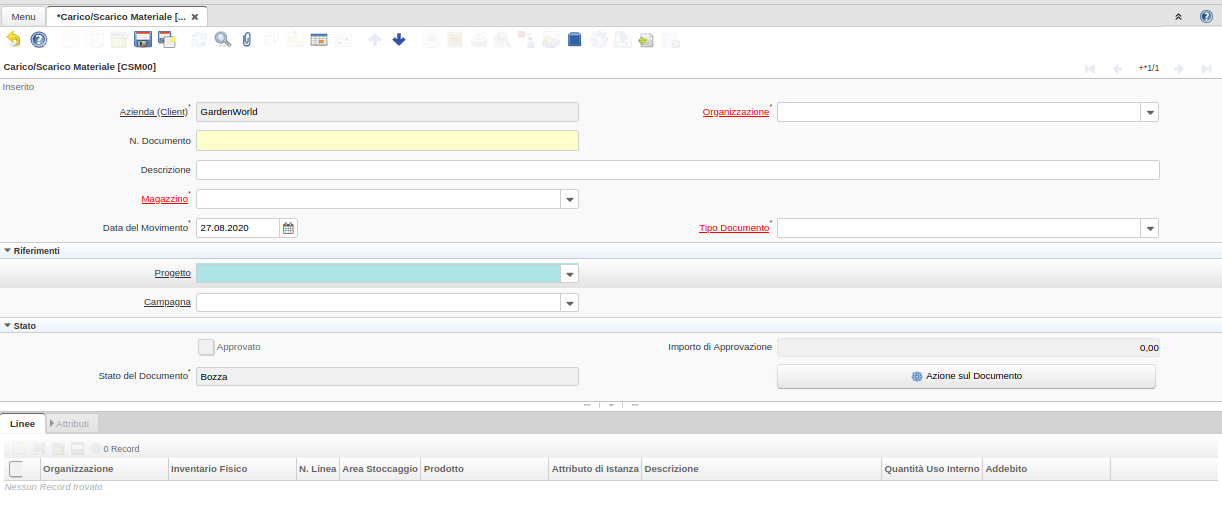 Menu *Carico/Scarico Materiale [...
Carico/Scarico Materiale [CSM00] +*1/1
Inserito
Azienda (Client)* GardenWorld Organizzazione*
N. Documento
Descrizione
Magazzino*
Data del Movimento* 27.08.2020 Tipo Documento*
Riferimenti
Progetto
Campagna
Stato
Approvato Importo di Approvazione 0,00
Stato del Documento* Bozza Azione sul Documento
Linee Attributi
0 Record
Organizzazione Inventario Fisico N. Linea Area Stoccaggio Prodotto Attributo di Istanza Descrizione Quantità Uso Interno Addebito
Nessun Record trovato